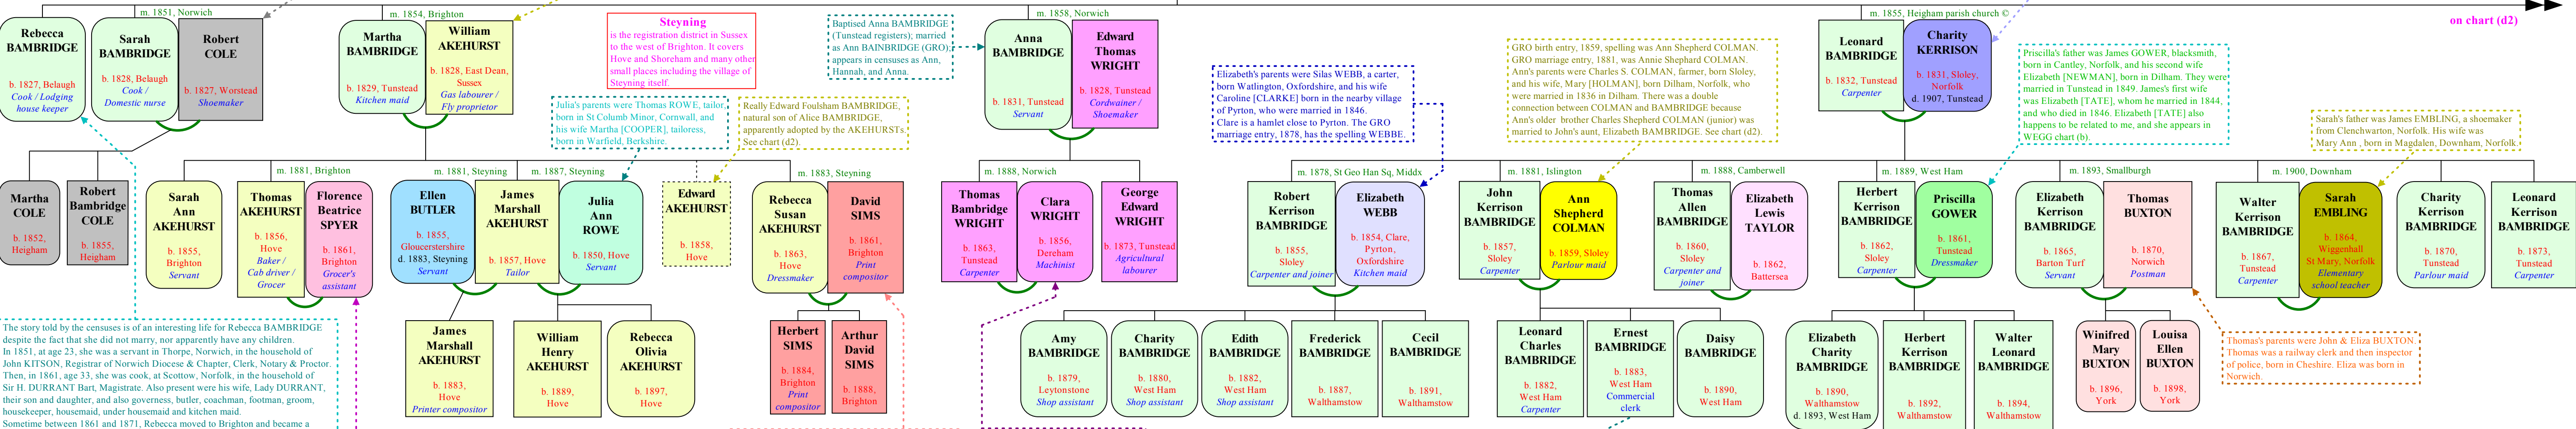 m. 1851, Norwich
m. 1854, Brighton
m. 1858, Norwich
m. 1855, Heigham parish church ©
on chart (d2)
Rebecca
BAMBRIDGE
b. 1827, Belaugh
Cook / Lodging
house keeper
Sarah
BAMBRIDGE
b. 1828, Belaugh
Cook /
Domestic nurse
Robert
COLE
b. 1827, Worstead
Shoemaker
Martha
BAMBRIDGE
b. 1829, Tunstead
Kitchen maid
William
AKEHURST
b. 1828, East Dean,
Sussex
Gas labourer /
Fly proprietor
Steyning
is the registration district in Sussex
to the west of Brighton. It covers
Hove and Shoreham and many other
small places including the village of
Steyning itself.
Baptised Anna BAMBRIDGE
(Tunstead registers); married
as Ann BAINBRIDGE (GRO);
appears in censuses as Ann,
Hannah, and Anna.
Anna
BAMBRIDGE
b. 1831, Tunstead
Servant
Edward
Thomas
WRIGHT
b. 1828, Tunstead
Cordwainer /
Shoemaker
Leonard
BAMBRIDGE
b. 1832, Tunstead
Carpenter
Charity
KERRISON
b. 1831, Sloley,
Norfolk
d. 1907, Tunstead
Julia's parents were Thomas ROWE, tailor,
born in St Columb Minor, Cornwall, and
his wife Martha [COOPER], tailoress,
born in Warfield, Berkshire.
Really Edward Foulsham BAMBRIDGE,
natural son of Alice BAMBRIDGE,
apparently adopted by the AKEHURSTs.
See chart (d2).
Elizabeth's parents were Silas WEBB, a carter,
born Watlington, Oxfordshire, and his wife
Caroline [CLARKE] born in the nearby village
of Pyrton, who were married in 1846.
Clare is a hamlet close to Pyrton. The GRO
marriage entry, 1878, has the spelling WEBBE.
GRO birth entry, 1859, spelling was Ann Shepherd COLMAN.
GRO marriage entry, 1881, was Annie Shephard COLMAN.
Ann's parents were Charles S. COLMAN, farmer, born Sloley,
and his wife, Mary [HOLMAN], born Dilham, Norfolk, who
were married in 1836 in Dilham. There was a double
connection between COLMAN and BAMBRIDGE because
Ann's older brother Charles Shepherd COLMAN (junior) was
married to John's aunt, Elizabeth BAMBRIDGE. See chart (d2).
Priscilla's father was James GOWER, blacksmith,
born in Cantley, Norfolk, and his second wife
Elizabeth [NEWMAN], born in Dilham. They were
married in Tunstead in 1849: James's first wife
was Elizabeth [TATE], whom he married in 1844,
and who died in 1846. Elizabeth [TATE] also
happens to be related to me, and she appears in
WEGG chart (b).
Sarah's father was James EMBLING, a shoemaker
from Clenchwarton, Norfolk. His wife was
Mary Ann , born in Magdalen, Downham, Norfolk.
m. 1881, Brighton
m. 1881, Steyning
m. 1887, Steyning
m. 1883, Steyning
m. 1888, Norwich
m. 1878, St Geo Han Sq, Middx
m. 1881, Islington
m. 1888, Camberwell
m. 1889, West Ham
m. 1893, Smallburgh
m. 1900, Downham
Martha
COLE
b. 1852,
Heigham
Robert
Bambridge
COLE
b. 1855,
Heigham
Sarah
Ann
AKEHURST
b. 1855,
Brighton
Servant
Thomas
AKEHURST
b. 1856,
Hove
Baker /
Cab driver /
Grocer
Florence
Beatrice
SPYER
b. 1861,
Brighton
Grocer's
assistant
Ellen
BUTLER
b. 1855,
Gloucerstershire
d. 1883, Steyning
Servant
James
Marshall
AKEHURST
b. 1857, Hove
Tailor
Julia
Ann
ROWE
b. 1850, Hove
Servant
Edward
AKEHURST
b. 1858,
Hove
Rebecca
Susan
AKEHURST
b. 1863,
Hove
Dressmaker
David
SIMS
b. 1861,
Brighton
Print
compositor
Thomas
Bambridge
WRIGHT
b. 1863,
Tunstead
Carpenter
Clara
WRIGHT
b. 1856,
Dereham
Machinist
George
Edward
WRIGHT
b. 1873, Tunstead
Agricultural
labourer
Robert
Kerrison
BAMBRIDGE
b. 1855,
Sloley
Carpenter and joiner
Elizabeth
WEBB
b. 1854, Clare,
Pyrton,
Oxfordshire
Kitchen maid
John
Kerrison
BAMBRIDGE
b. 1857,
Sloley
Carpenter
Ann
Shepherd
COLMAN
b. 1859, Sloley
Parlour maid
Thomas
Allen
BAMBRIDGE
b. 1860,
Sloley
Carpenter and
joiner
Elizabeth
Lewis
TAYLOR
b. 1862,
Battersea
Herbert
Kerrison
BAMBRIDGE
b. 1862,
Sloley
Carpenter
Priscilla
GOWER
b. 1861,
Tunstead
Dressmaker
Elizabeth
Kerrison
BAMBRIDGE
b. 1865,
Barton Turf
Servant
Thomas
BUXTON
b. 1870,
Norwich
Postman
Walter
Kerrison
BAMBRIDGE
b. 1867,
Tunstead
Carpenter
Sarah
EMBLING
b. 1864,
Wiggenhall
St Mary, Norfolk
Elementary
school teacher
Charity
Kerrison
BAMBRIDGE
b. 1870,
Tunstead
Parlour maid
Leonard
Kerrison
BAMBRIDGE
b. 1873,
Tunstead
Carpenter
The story told by the censuses is of an interesting life for Rebecca BAMBRIDGE
despite the fact that she did not marry, nor apparently have any children.
In 1851, at age 23, she was a servant in Thorpe, Norwich, in the household of
John KITSON, Registrar of Norwich Diocese & Chapter, Clerk, Notary & Proctor.
Then, in 1861, age 33, she was cook, at Scottow, Norfolk, in the household of
Sir H. DURRANT Bart, Magistrate. Also present were his wife, Lady DURRANT,
their son and daughter, and also governess, butler, coachman, footman, groom,
housekeeper, housemaid, under housemaid and kitchen maid.
Sometime between 1861 and 1871, Rebecca moved to Brighton and became a
James
Marshall
AKEHURST
b. 1883,
Hove
Printer compositor
William
Henry
AKEHURST
b. 1889,
Hove
Rebecca
Olivia
AKEHURST
b. 1897,
Hove
Herbert
SIMS
b. 1884,
Brighton
Print
compositor
Arthur
David
SIMS
b. 1888,
Brighton
Amy
BAMBRIDGE
b. 1879,
Leytonstone
Shop assistant
Charity
BAMBRIDGE
b. 1880,
West Ham
Shop assistant
Edith
BAMBRIDGE
b. 1882,
West Ham
Shop assistant
Frederick
BAMBRIDGE
b. 1887,
Walthamstow
Cecil
BAMBRIDGE
b. 1891,
Walthamstow
Leonard
Charles
BAMBRIDGE
b. 1882,
West Ham
Carpenter
Ernest
BAMBRIDGE
b. 1883,
West Ham
Commercial
clerk
Daisy
BAMBRIDGE
b. 1890,
West Ham
Elizabeth
Charity
BAMBRIDGE
b. 1890,
Walthamstow
d. 1893, West Ham
Herbert
Kerrison
BAMBRIDGE
b. 1892,
Walthamstow
Walter
Leonard
BAMBRIDGE
b. 1894,
Walthamstow
Winifred
Mary
BUXTON
b. 1896,
York
Louisa
Ellen
BUXTON
b. 1898,
York
Thomas's parents were John & Eliza BUXTON.
Thomas was a railway clerk and then inspector
of police, born in Cheshire. Eliza was born in
Norwich.